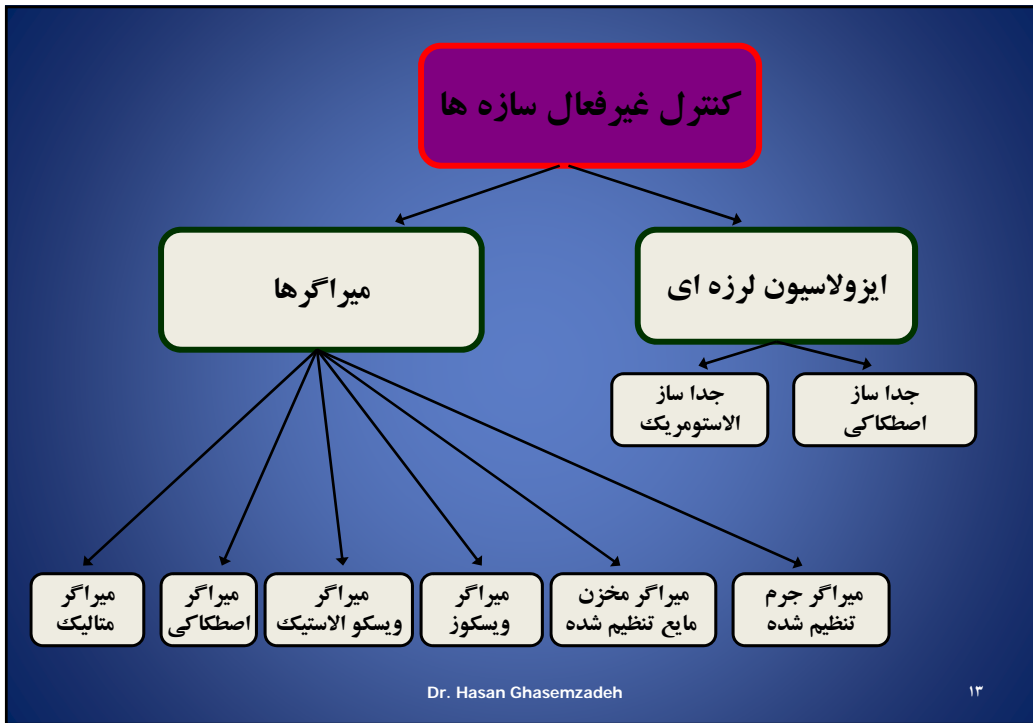 کنترل غیرفعال سازه ها
ایزولاسیون لرزه ای
میراگرها
جدا ساز
اصطکاکی
جدا ساز
الاستومریک
میراگر جرم
تنظیم شده
میراگر مخزن
مایع تنظیم شده
میراگر
ویسکوز
میراگر
ویسکو الاستیک
میراگر
اصطکاکی
میراگر
متالیک
Dr. Hasan Ghasemzadeh
۱۳